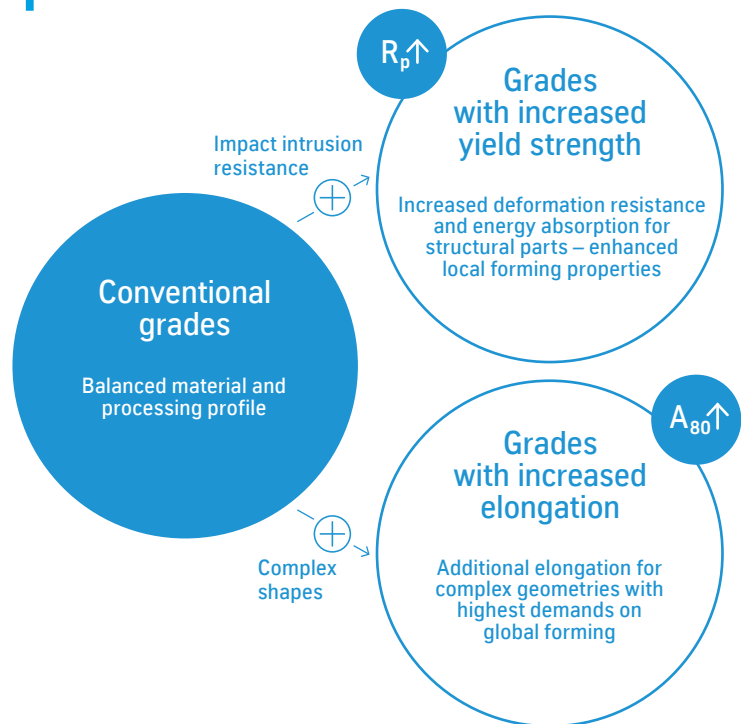 Rp↑
Grades
with increased
yield strength
Impact intrusion
resistance
Increased deformation resistance
and energy absorption for
structural parts – enhanced
local forming properties
Conventional
grades
Balanced material and
processing profile
A80↑
Grades
with increased
elongation
Complex
shapes
Additional elongation for
complex geometries with
highest demands on
global forming